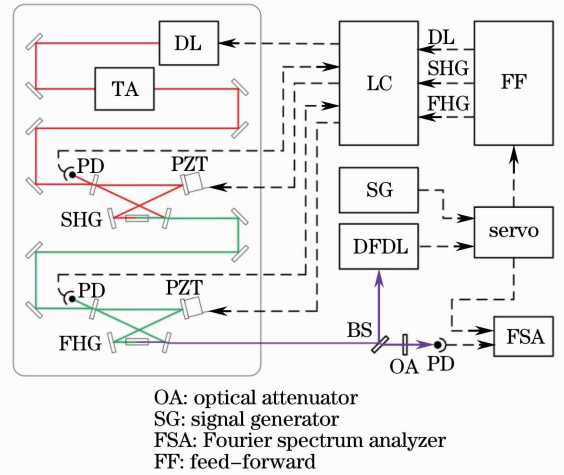 DL
TA
PD
PZT
SHG
PD
PZT
FHG
LC
DL
SHG
FHG
FF
SG
DFDL
servo
BS
OA
PD
FSA
OA: optical attenuator
SG: signal generator
FSA: Fourier spectrum analyzer
FF: feed-forward